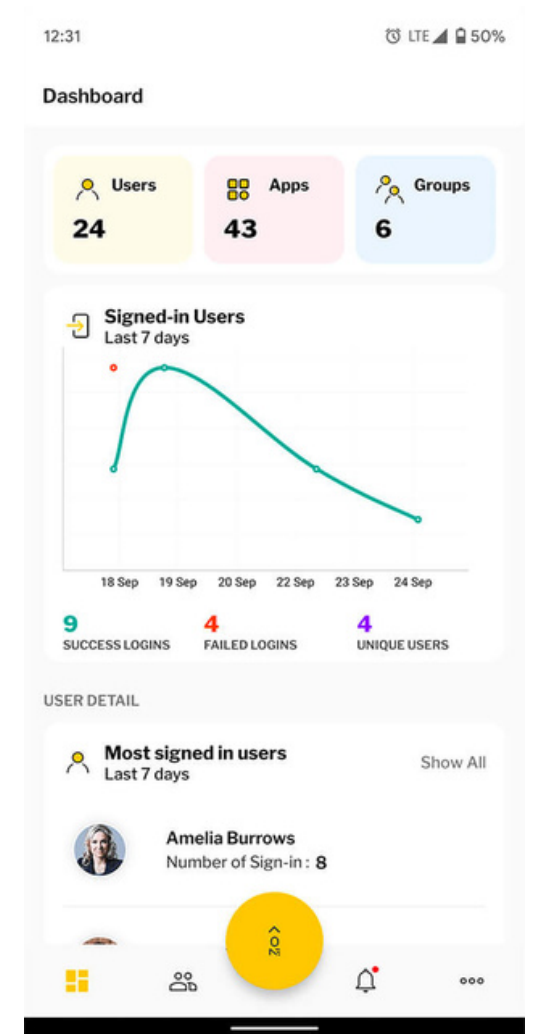 12:31 LTE 50%
Dashboard
Users Apps Groups
24 43 6
Signed-in Users
Last 7 days
18 Sep 19 Sep 20 Sep 22 Sep 23 Sep 24 Sep
9 4 4
SUCCESS LOGINS FAILED LOGINS UNIQUE USERS
USER DETAIL
Most signed in users
Last 7 days
Show All
Amelia Burrows
Number of Sign-in : 8